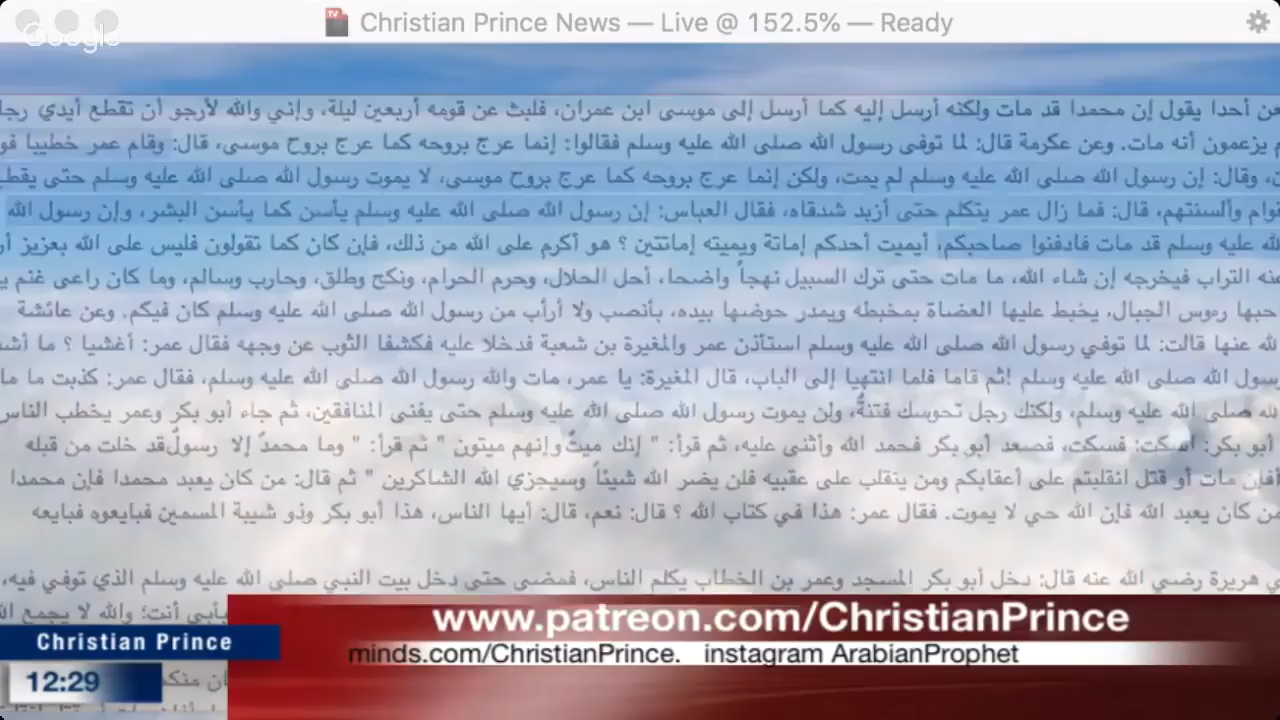 Christian Prince News — Live @ 152.5% — Ready
Google
عن أحدا يقول إن محمدا قد مات ولكنه أرسل إليه كما أرسل إلى موسى ابن عمران، فلبث عن قومه أربعين ليلة، وإني والله لأرجو أن تقطع أيدي رجا
م يزعمون أنه مات. وعن عكرمة قال: لما توفى رسول الله صلى الله عليه وسلم فقالوا: إنما عرج بروحه كما عرج بروح موسى، قال: وقام عمر خطيبا فو
ن، وقال: إن رسول الله صلى الله عليه وسلم لم يمت، ولكن إنما عرج بروحه كما عرج بروح موسى، لا يموت رسول الله صلى الله عليه وسلم حتى يقط
وام وألسنتهم، قال: فما زال عمر يتكلم حتى أزبد شدقاه، فقال العباس: إن رسول الله صلى الله عليه وسلم يأسن كما يأسن البشر، وإن رسول الله
لله عليه وسلم قد مات فادفنوا صاحبكم، أيميت أحدكم إماتة ويميته إماتتين ؟ هو أكرم على الله من ذلك، فإن كان كما تقولون فليس على الله بعزيز أن
عنه التراب فيخرجه إن شاء الله، ما مات حتى ترك السبيل نهجاً واضحا، أحل الحلال، وحرم الحرام، ونكح وطلق، وحارب وسالم، وما كان راعى غنم ي
حبها رءوس الجبال، يخبط عليها العضاة بمخبطه ويمدر حوضها بيده، بأنصب ولا أرأب من رسول الله صلى الله عليه وسلم كان فيكم. وعن عائشة
لله عنها قالت: لما توفي رسول الله صلى الله عليه وسلم استأذن عمر والمغيرة بن شعبة فدخلا عليه فكشفا الثوب عن وجهه فقال عمر: أغشيا ؟ ما أشد
سول الله صلى الله عليه وسلم !ثم قاما فلما انتهيا إلى الباب، قال المغيرة: يا عمر، مات والله رسول الله صلى الله عليه وسلم، فقال عمر: كذبت ما ما
لله صلى الله عليه وسلم، ولكنك رجل تحوسك فتنةٌ، ولن يموت رسول الله صلى الله عليه وسلم حتى يفنى المنافقين، ثم جاء أبو بكر وعمر يخطب الناس
أبو بكر: اسكت: فسكت، فصعد أبو بكر فحمد الله وأثنى عليه، ثم قرأ: " إنك ميتٌ وإنهم ميتون " ثم قرأ: " وما محمدٌ إلا رسولٌقد خلت من قبله
أفإن مات أو قتل انقلبتم على أعقابكم ومن ينقلب على عقبيه فلن يضر الله شيئاً وسيجزي الله الشاكرين " ثم قال: من كان يعبد محمدا فإن محمدا
من كان يعبد الله فإن الله حي لا يموت. فقال عمر: هذا في كتاب الله ؟ قال: نعم، قال: أيها الناس، هذا أبو بكر وذو شيبة المسمين فبايعوه فبايعه
ي هريرة رضي الله عنه قال: دخل أبو بكر المسجد وعمر بن الخطاب يكلم الناس، فمضى حتى دخل بيت النبي صلى الله عليه وسلم الذي توفي فيه،
بأبي أنت؛ والله لا يجمع الله
www.patreon.com/ChristianPrince
Christian Prince
minds.com/ChristianPrince. instagram ArabianProphet
12:29